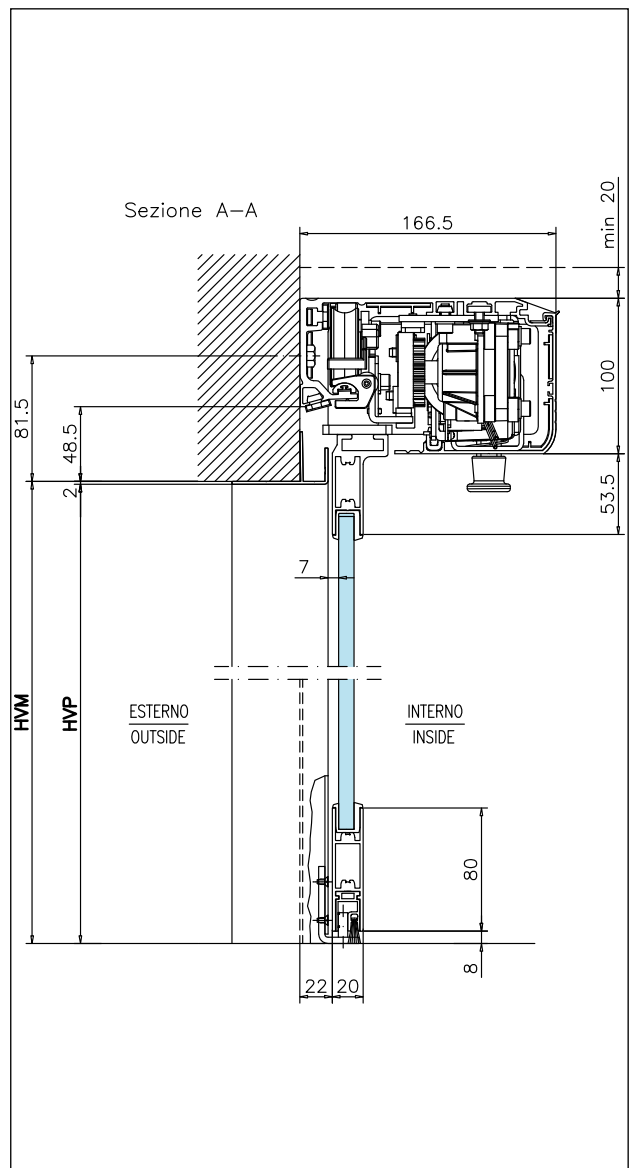 Sezione A-A
166.5
min 20
81.5
48.5
2
100
53.5
7
HVM
HVP
ESTERNO
OUTSIDE
INTERNO
INSIDE
80
8
22
20